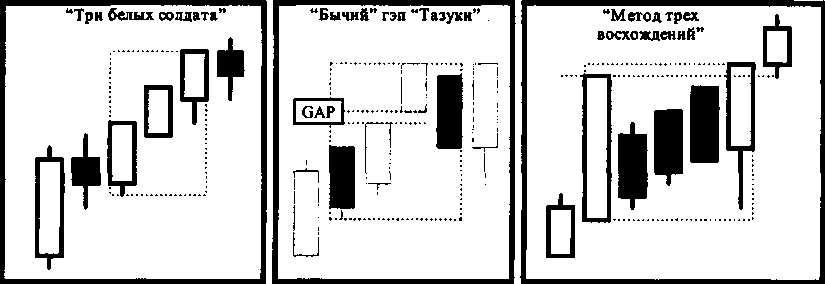 “Три белых солдата”
“Бычий” гэп “Тазуки”
GAP
“Метод трех
восхождений”